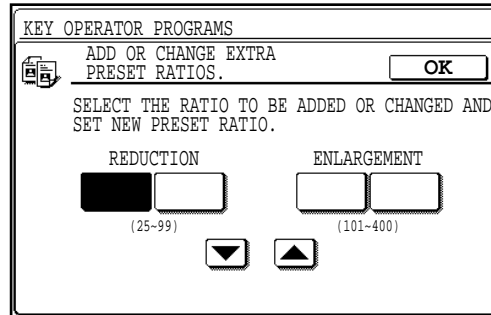 KEY OPERATOR PROGRAMS
ADD OR CHANGE EXTRA
PRESET RATIOS.
OK
SELECT THE RATIO TO BE ADDED OR CHANGED AND
SET NEW PRESET RATIO.
REDUCTION ENLARGEMENT
(25~99) (101~400)